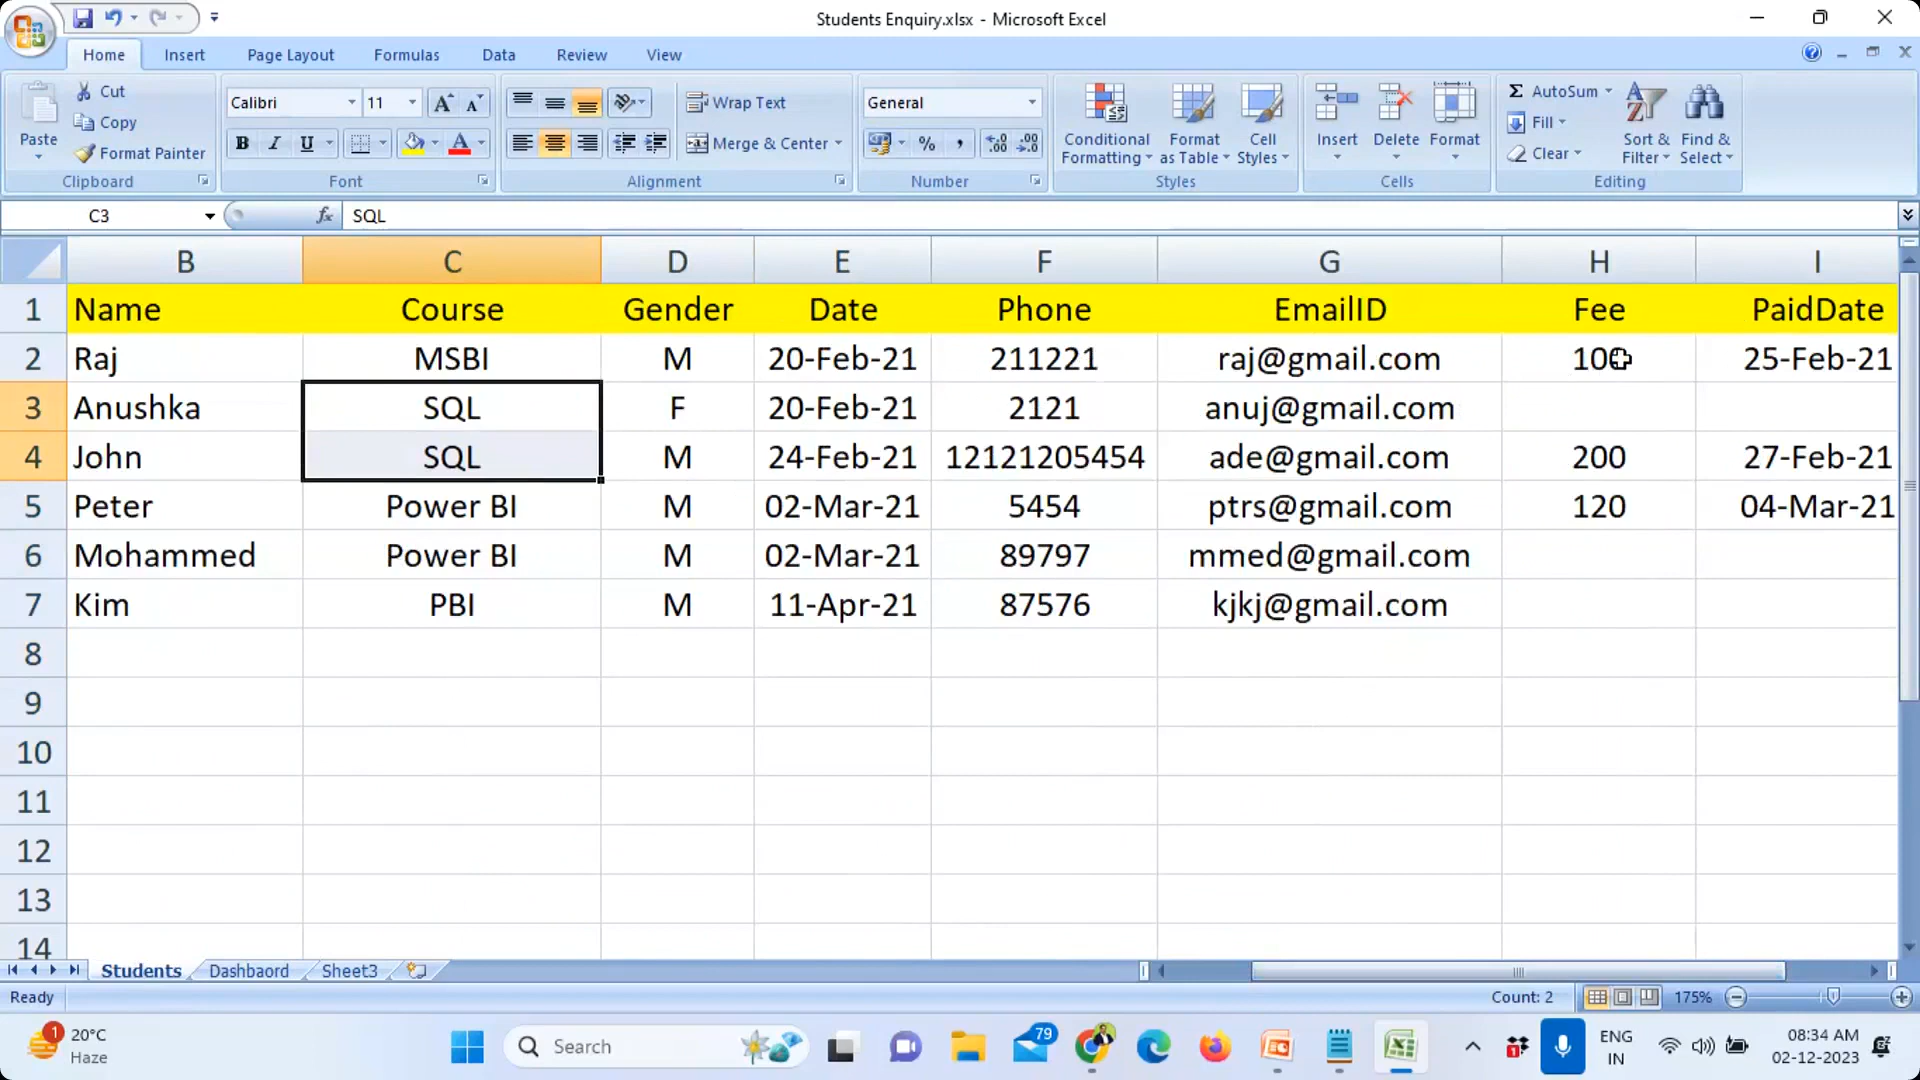 Students Enquiry.xlsx - Microsoft Excel
Home Insert Page Layout Formulas Data Review View
Paste
Cut
Copy
Format Painter
Clipboard
Calibri 11
B I U A
Font
Wrap Text
Merge & Center
Alignment
General
% ,
Number
Conditional Formatting
Format as Table
Cell Styles
Styles
Insert
Delete
Format
Cells
Σ AutoSum
Fill
Clear
Sort & Filter
Find & Select
Editing
C3 fx SQL
B C D E F G H I
1 Name Course Gender Date Phone EmailID Fee PaidDate
2 Raj MSBI M 20-Feb-21 211221 raj@gmail.com 100 25-Feb-21
3 Anushka SQL F 20-Feb-21 2121 anuj@gmail.com
4 John SQL M 24-Feb-21 12121205454 ade@gmail.com 200 27-Feb-21
5 Peter Power BI M 02-Mar-21 5454 ptrs@gmail.com 120 04-Mar-21
6 Mohammed Power BI M 02-Mar-21 89797 mmed@gmail.com
7 Kim PBI M 11-Apr-21 87576 kjkj@gmail.com
8
9
10
11
12
13
14
Students Dashbaord Sheet3
Ready Count: 2 175%
1 20°C
Haze
Search
79
ENG
IN
08:34 AM
02-12-2023